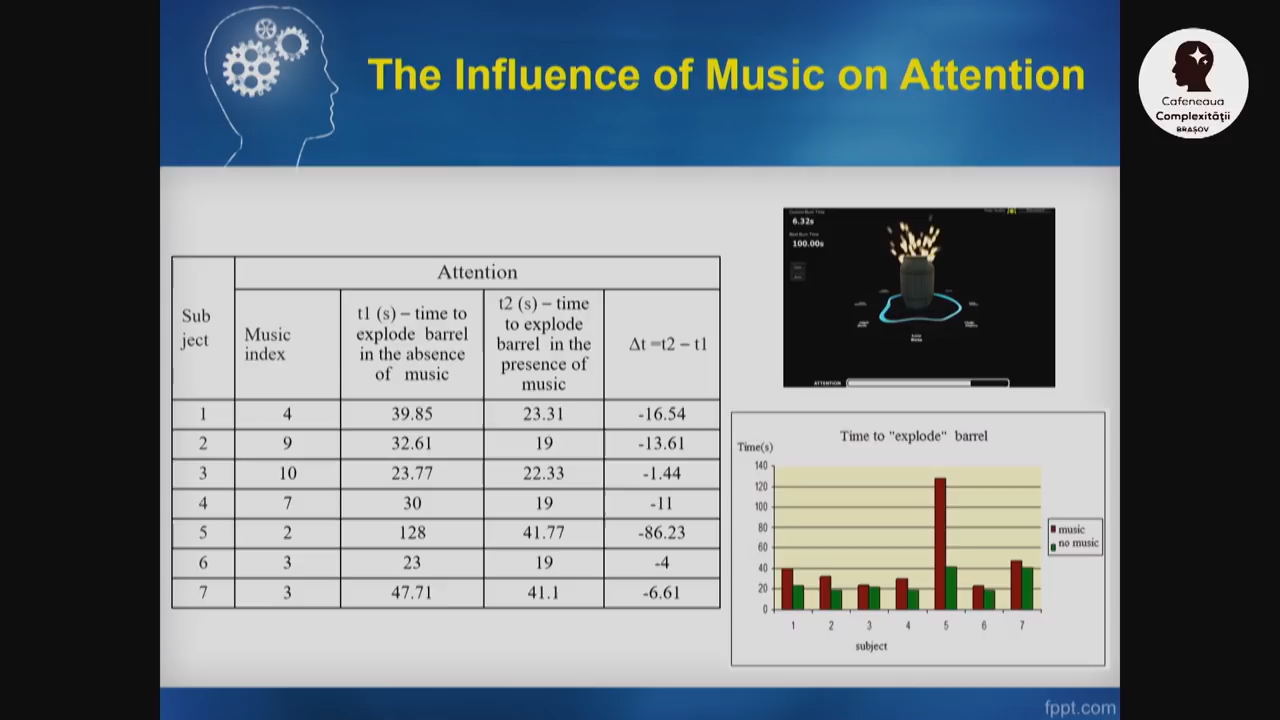 The Influence of Music on Attention
Cafeneaua
Complexității
BRAȘOV
Sub
ject
Attention
Music
index
t1 (s) – time to
explode barrel
in the absence
of music
t2 (s) – time
to explode
barrel in the
presence of
music
Δt =t2 – t1
1 4 39.85 23.31 -16.54
2 9 32.61 19 -13.61
3 10 23.77 22.33 -1.44
4 7 30 19 -11
5 2 128 41.77 -86.23
6 3 23 19 -4
7 3 47.71 41.1 -6.61
6.32s
100.00s
ATTENTION
Time to "explode" barrel
Time(s)
140
120
100
80
60
40
20
0
1 2 3 4 5 6 7
subject
music
no music
fppt.com